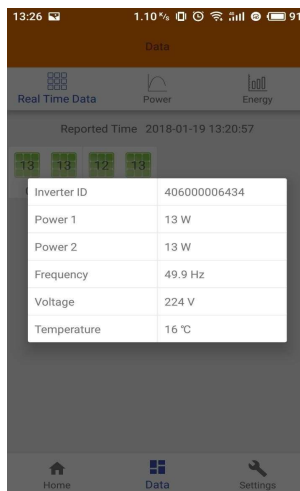 13:26 1.10 K/s 91
Data
Real Time Data Power Energy
Reported Time 2018-01-19 13:20:57
13 13 12 13
Inverter ID 406000006434
Power 1 13 W
Power 2 13 W
Frequency 49.9 Hz
Voltage 224 V
Temperature 16 ℃
Home Data Settings